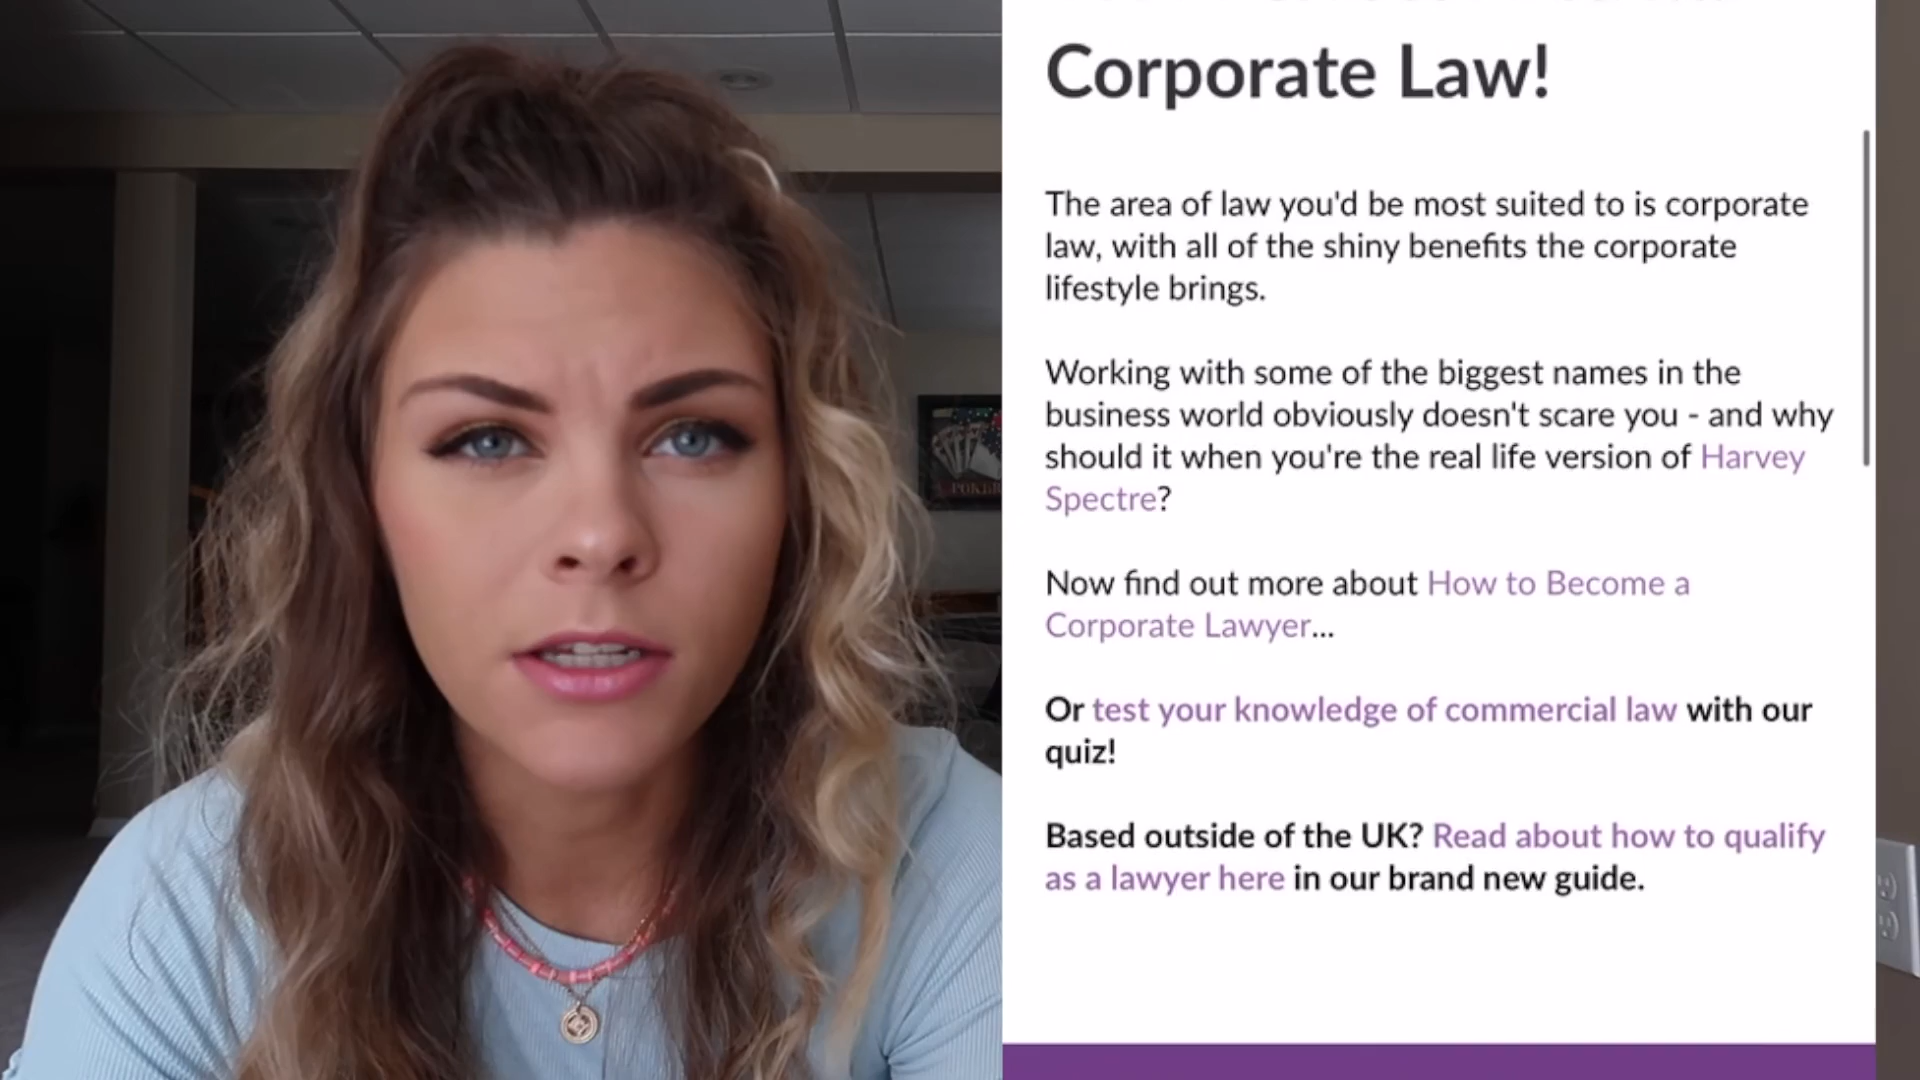 Corporate Law!
The area of law you'd be most suited to is corporate
law, with all of the shiny benefits the corporate
lifestyle brings.
Working with some of the biggest names in the
business world obviously doesn't scare you - and why
should it when you're the real life version of Harvey
Spectre?
Now find out more about How to Become a
Corporate Lawyer...
Or test your knowledge of commercial law with our
quiz!
Based outside of the UK? Read about how to qualify
as a lawyer here in our brand new guide.
POKER